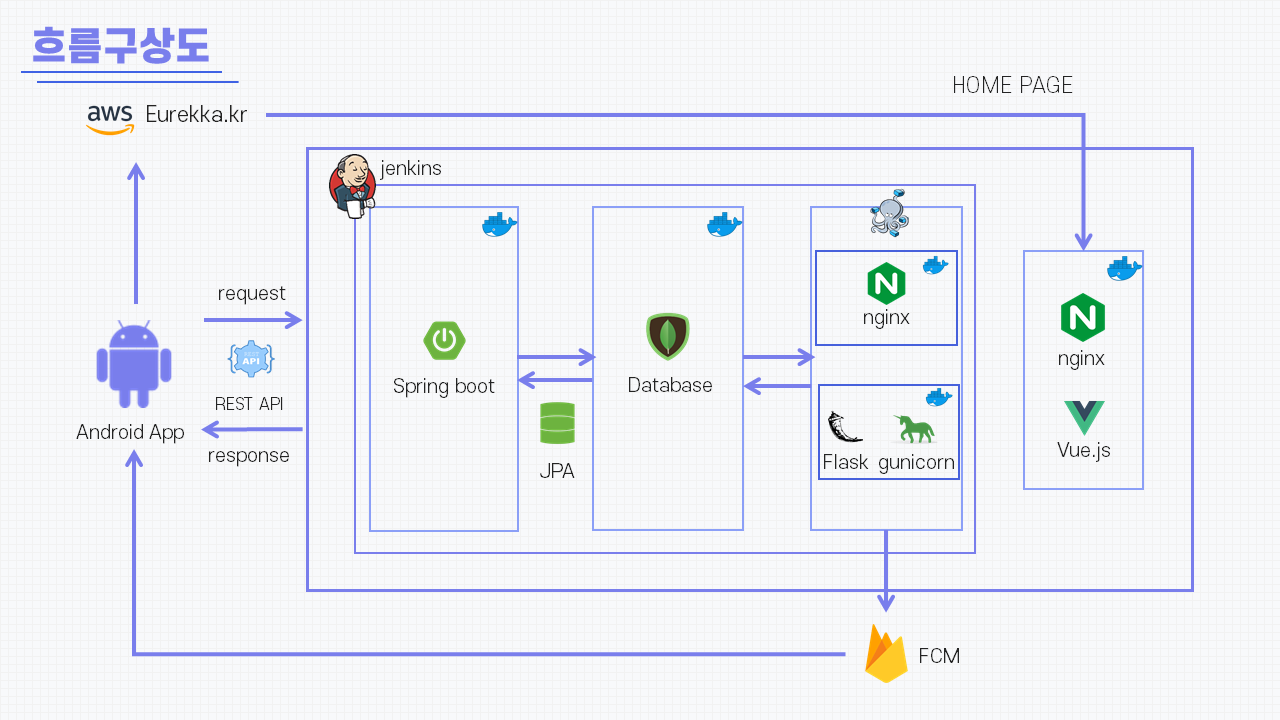 흐름구상도
HOME PAGE
aws Eurekka.kr
jenkins
request
REST
API
REST API
response
Android App
Spring boot
JPA
Database
N
nginx
Flask gunicorn
N
nginx
Vue.js
FCM